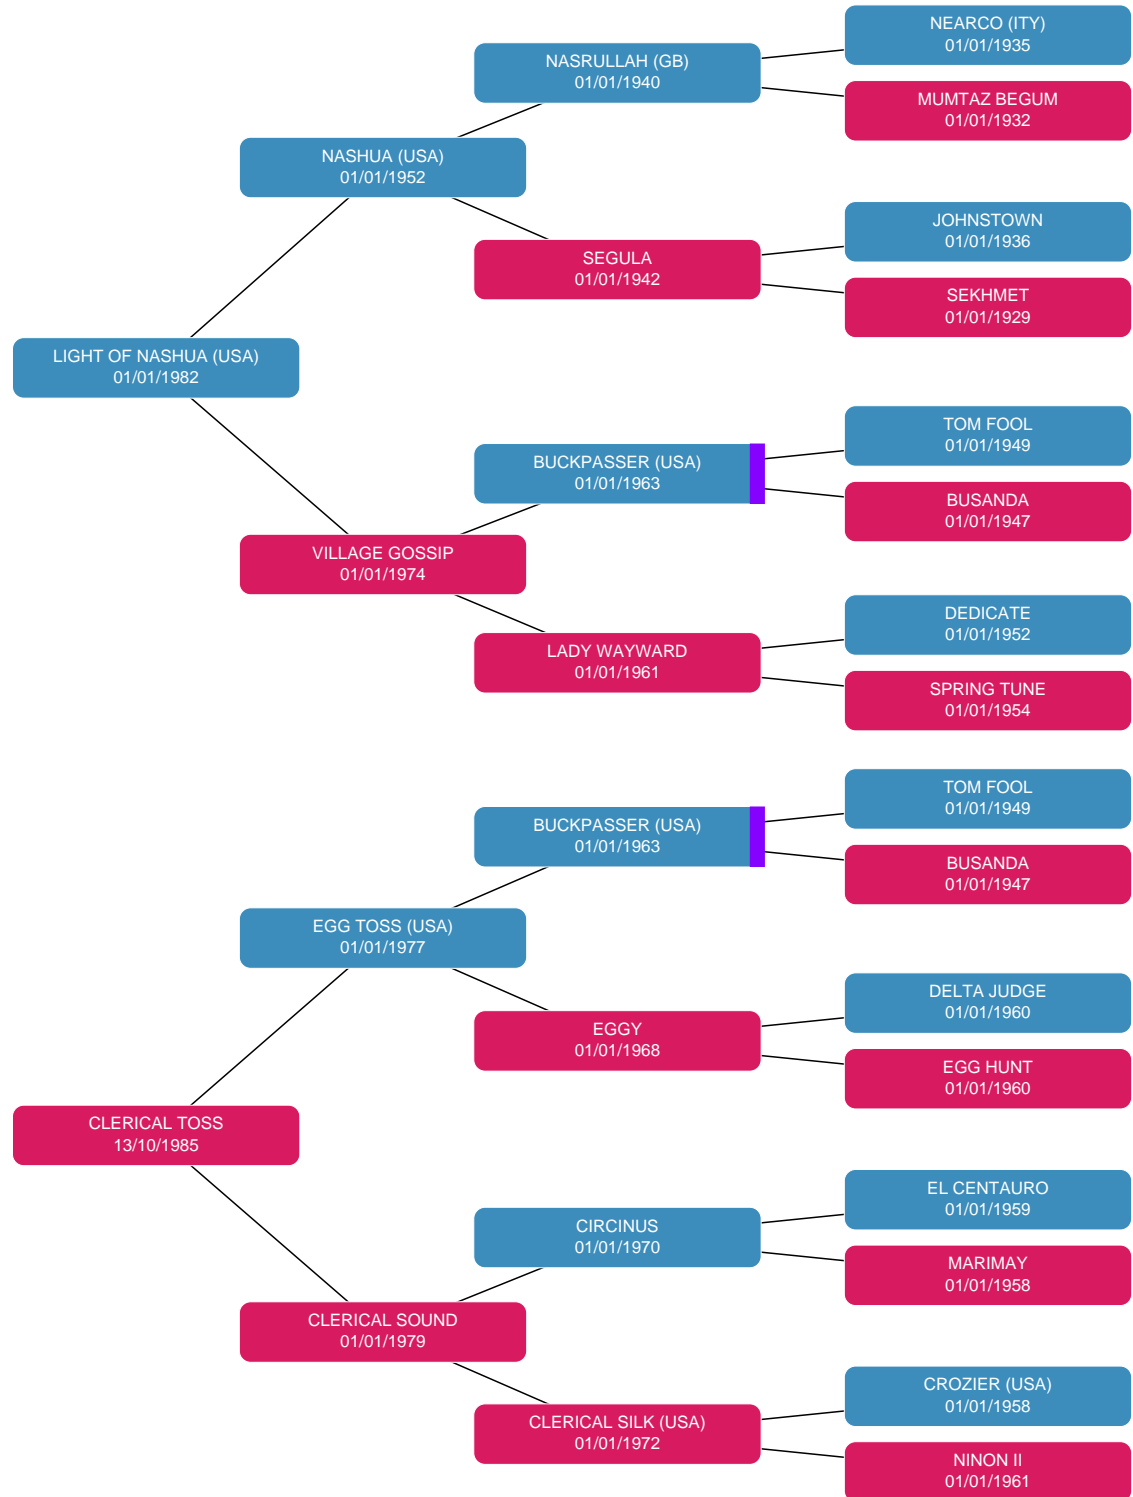 NEARCO (ITY)
01/01/1935
NASRULLAH (GB)
01/01/1940
MUMTAZ BEGUM
01/01/1932
NASHUA (USA)
01/01/1952
JOHNSTOWN
01/01/1936
SEGULA
01/01/1942
SEKHMET
01/01/1929
LIGHT OF NASHUA (USA)
01/01/1982
TOM FOOL
01/01/1949
BUCKPASSER (USA)
01/01/1963
BUSANDA
01/01/1947
VILLAGE GOSSIP
01/01/1974
DEDICATE
01/01/1952
LADY WAYWARD
01/01/1961
SPRING TUNE
01/01/1954
TOM FOOL
01/01/1949
BUCKPASSER (USA)
01/01/1963
BUSANDA
01/01/1947
EGG TOSS (USA)
01/01/1977
DELTA JUDGE
01/01/1960
EGGY
01/01/1968
EGG HUNT
01/01/1960
CLERICAL TOSS
13/10/1985
EL CENTAURO
01/01/1959
CIRCINUS
01/01/1970
MARIMAY
01/01/1958
CLERICAL SOUND
01/01/1979
CROZIER (USA)
01/01/1958
CLERICAL SILK (USA)
01/01/1972
NINON II
01/01/1961